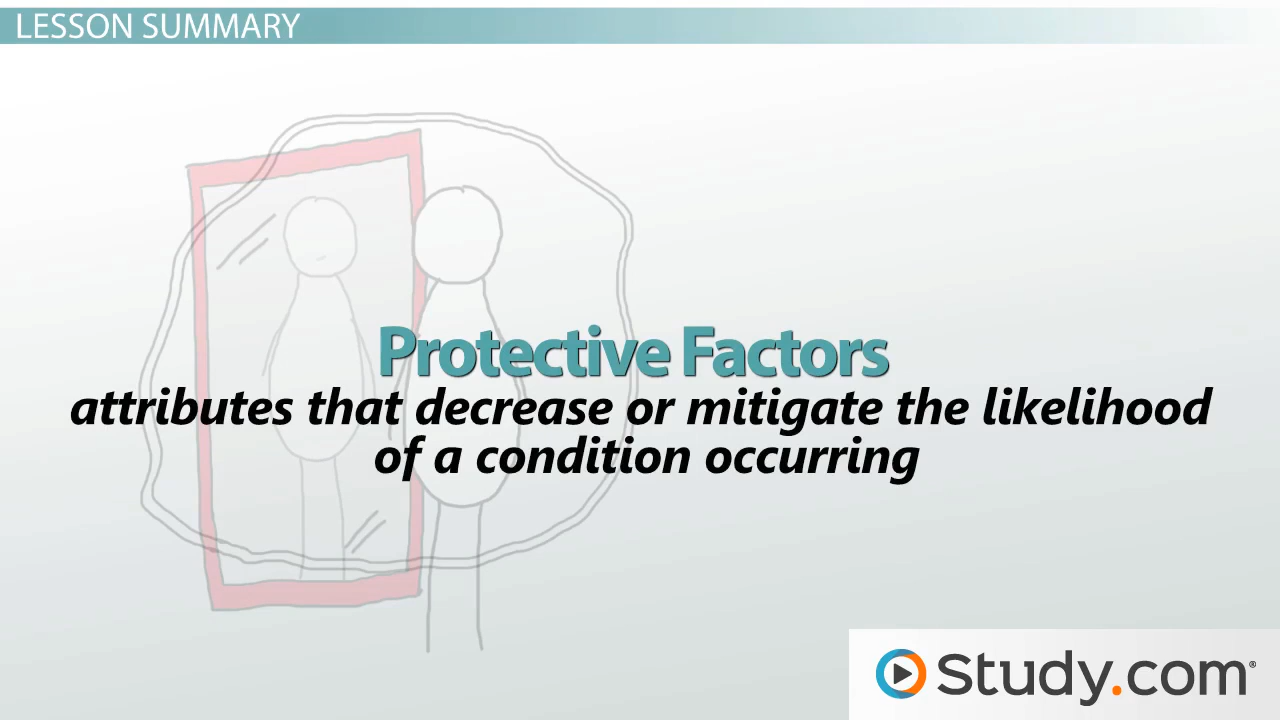 LESSON SUMMARY
Protective Factors
attributes that decrease or mitigate the likelihood
of a condition occurring
Study.com®